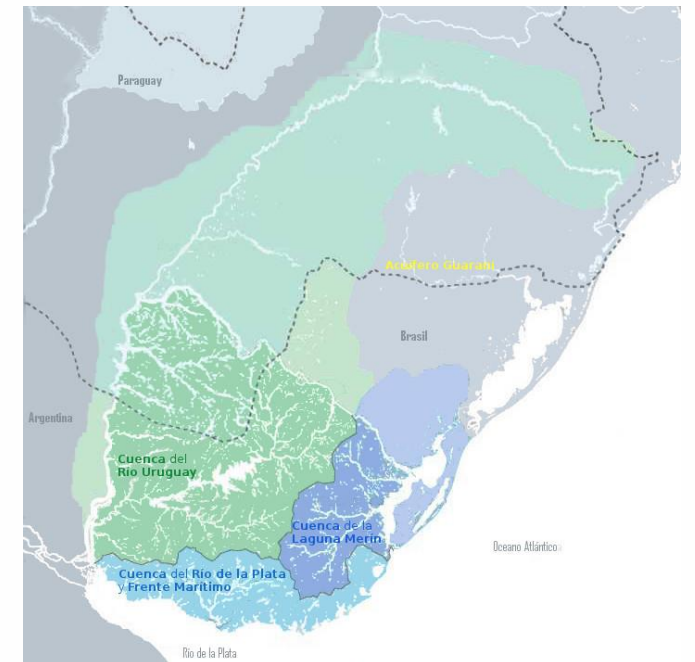 Paraguay
Acuífero Guaraní
Brasil
Argentina
Cuenca del
Río Uruguay
Cuenca de la
Laguna Merín
Oceano Atlántico
Cuenca del Río de la Plata
y Frente Marítimo
Río de la Plata